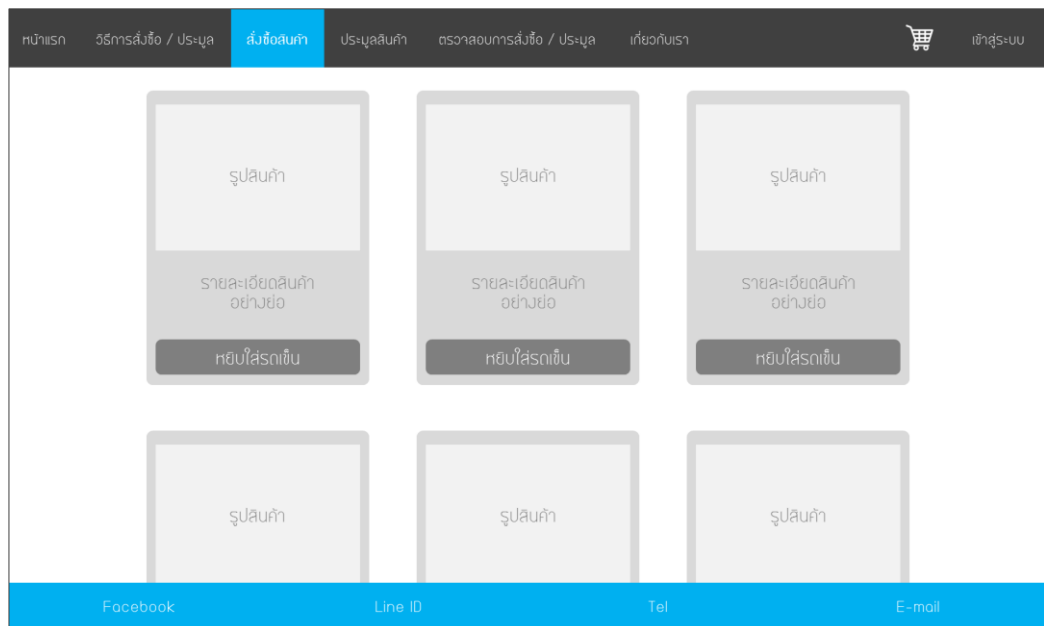 หน้าแรก วิธีการสั่งซื้อ / ประมูล สั่งซื้อสินค้า ประมูลสินค้า ตรวจสอบการสั่งซื้อ / ประมูล เกี่ยวกับเรา เข้าสู่ระบบ
รูปสินค้า รูปสินค้า รูปสินค้า
รายละเอียดสินค้า รายละเอียดสินค้า รายละเอียดสินค้า
อย่างย่อ อย่างย่อ อย่างย่อ
หยิบใส่รถเข็น หยิบใส่รถเข็น หยิบใส่รถเข็น
รูปสินค้า รูปสินค้า รูปสินค้า
Facebook Line ID Tel E-mail